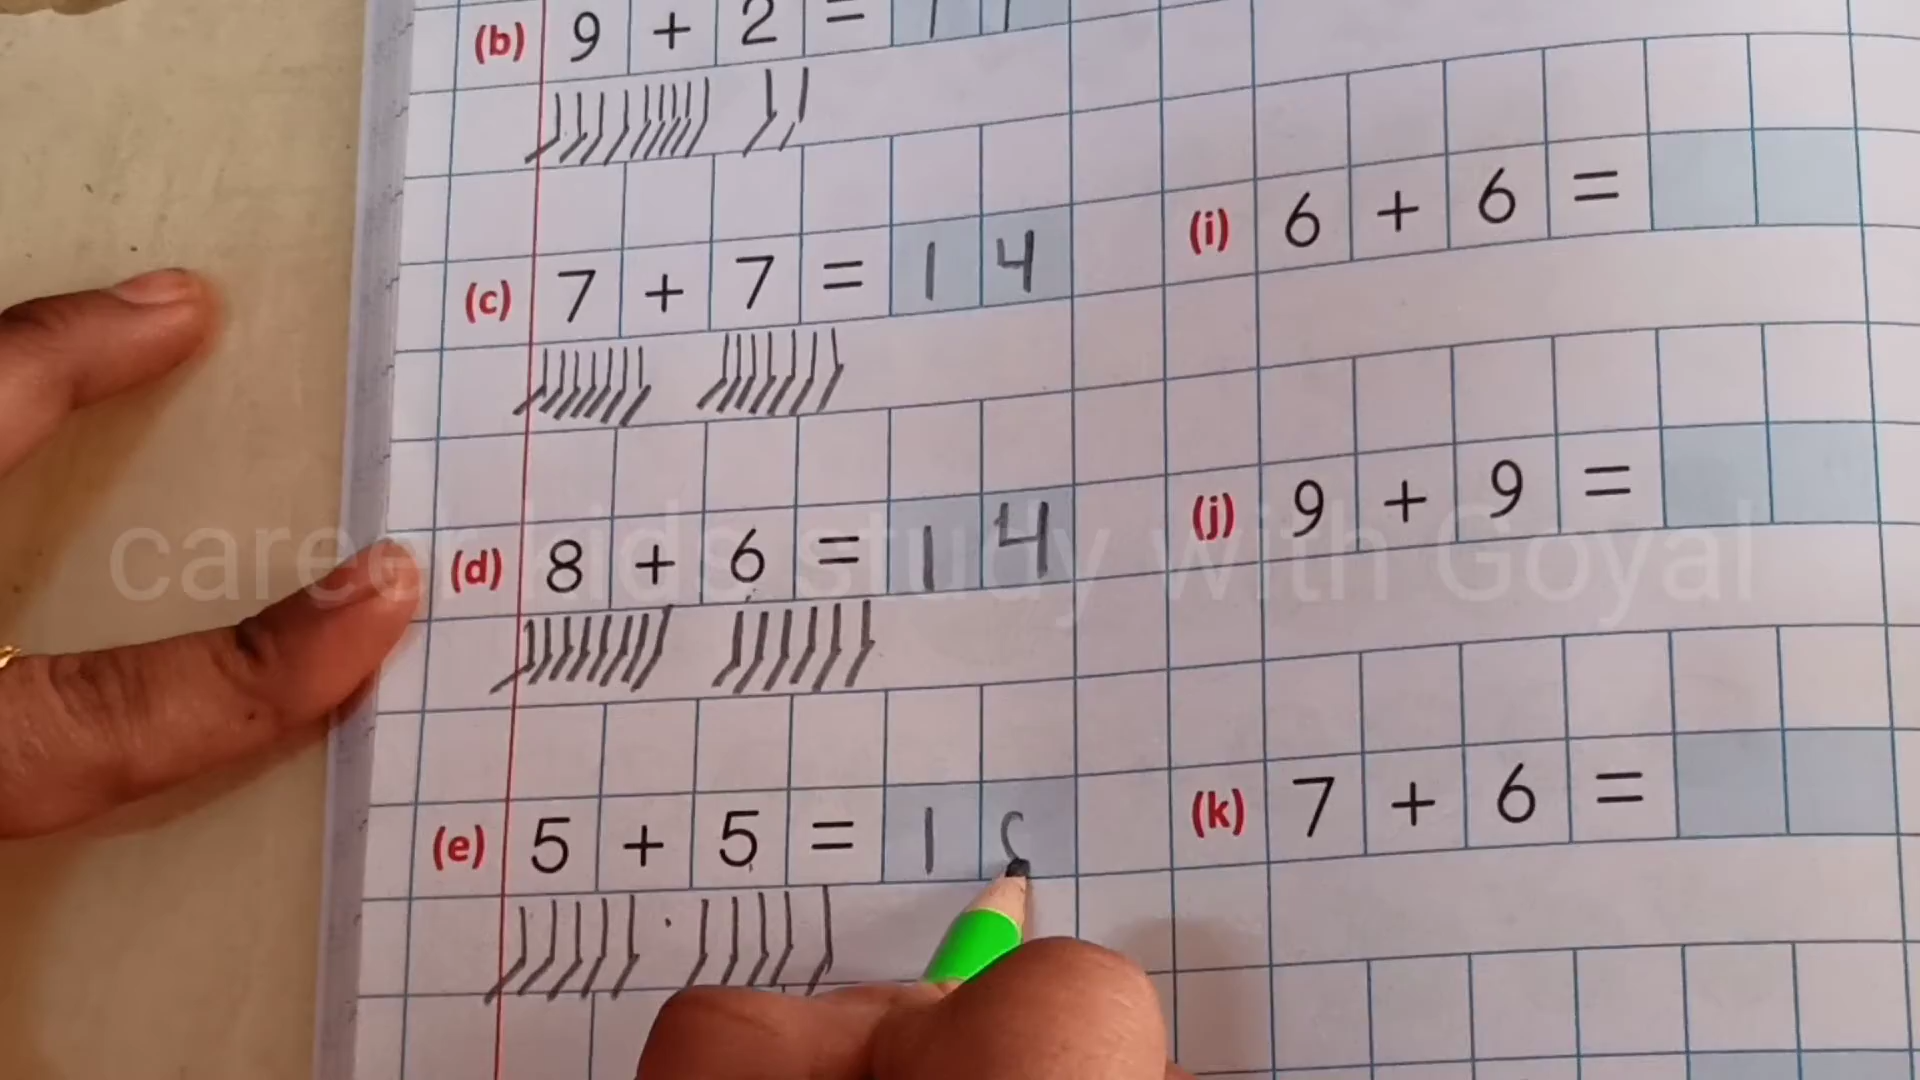 (b) 9 + 2 = 11
(c) 7 + 7 = 14
(d) 8 + 6 = 14
(e) 5 + 5 = 1
(i) 6 + 6 =
(j) 9 + 9 =
(k) 7 + 6 =
career kids study with Goyal